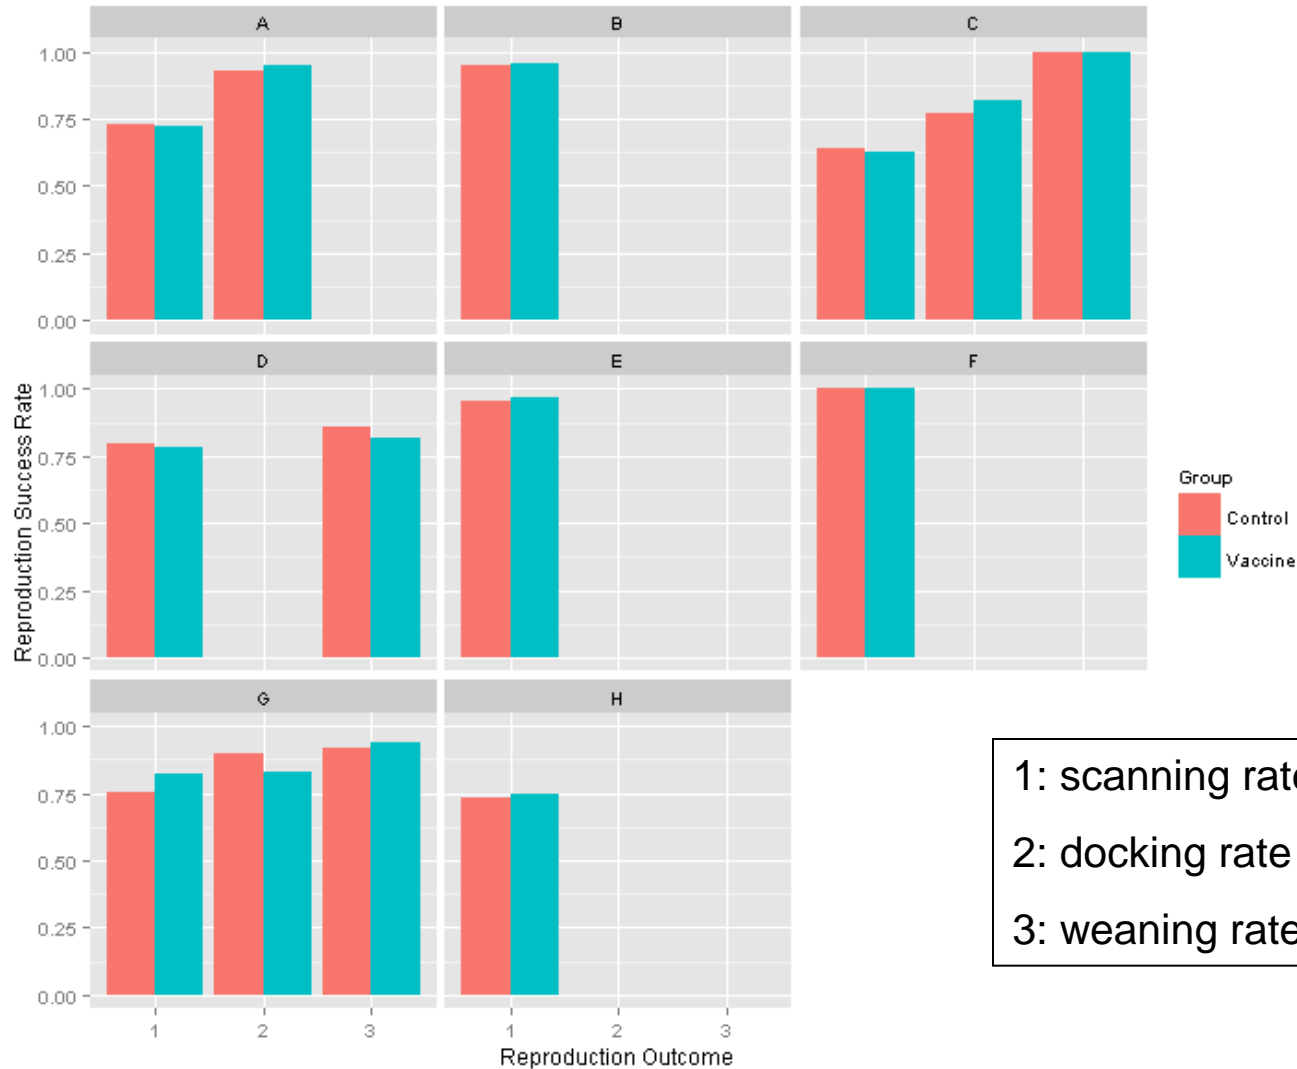 A
B
C
1.00
0.75
0.50
0.25
0.00
D
E
F
1.00
0.75
0.50
0.25
0.00
G
H
1.00
0.75
0.50
0.25
0.00
1
2
3
1
2
3
Reproduction Outcome
Reproduction Success Rate
Group
Control
Vaccine
1: scanning rate
2: docking rate
3: weaning rate